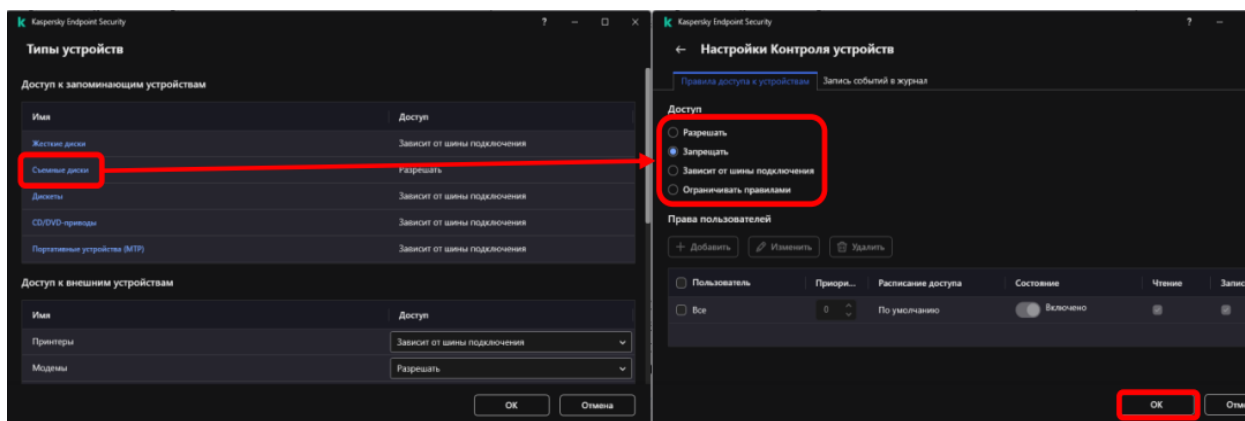 Kaspersky Endpoint Security
Типы устройств
Доступ к запоминающим устройствам
Имя Доступ
Жесткие диски Зависит от шины подключения
Съемные диски Разрешать
Дискеты Зависит от шины подключения
CD/DVD-приводы Зависит от шины подключения
Портативные устройства (MTP) Зависит от шины подключения
Доступ к внешним устройствам
Имя Доступ
Принтеры Зависит от шины подключения
Модемы Разрешать
ОК Отмена
Kaspersky Endpoint Security
← Настройки Контроля устройств
Правила доступа к устройствам Запись событий в журнал
Доступ
Разрешать
Запрещать
Зависит от шины подключения
Ограничивать правилами
Права пользователей
+ Добавить Изменить Удалить
Пользователь Приори... Расписание доступа Состояние Чтение Запис
Все 0 По умолчанию Включено
ОК Отм